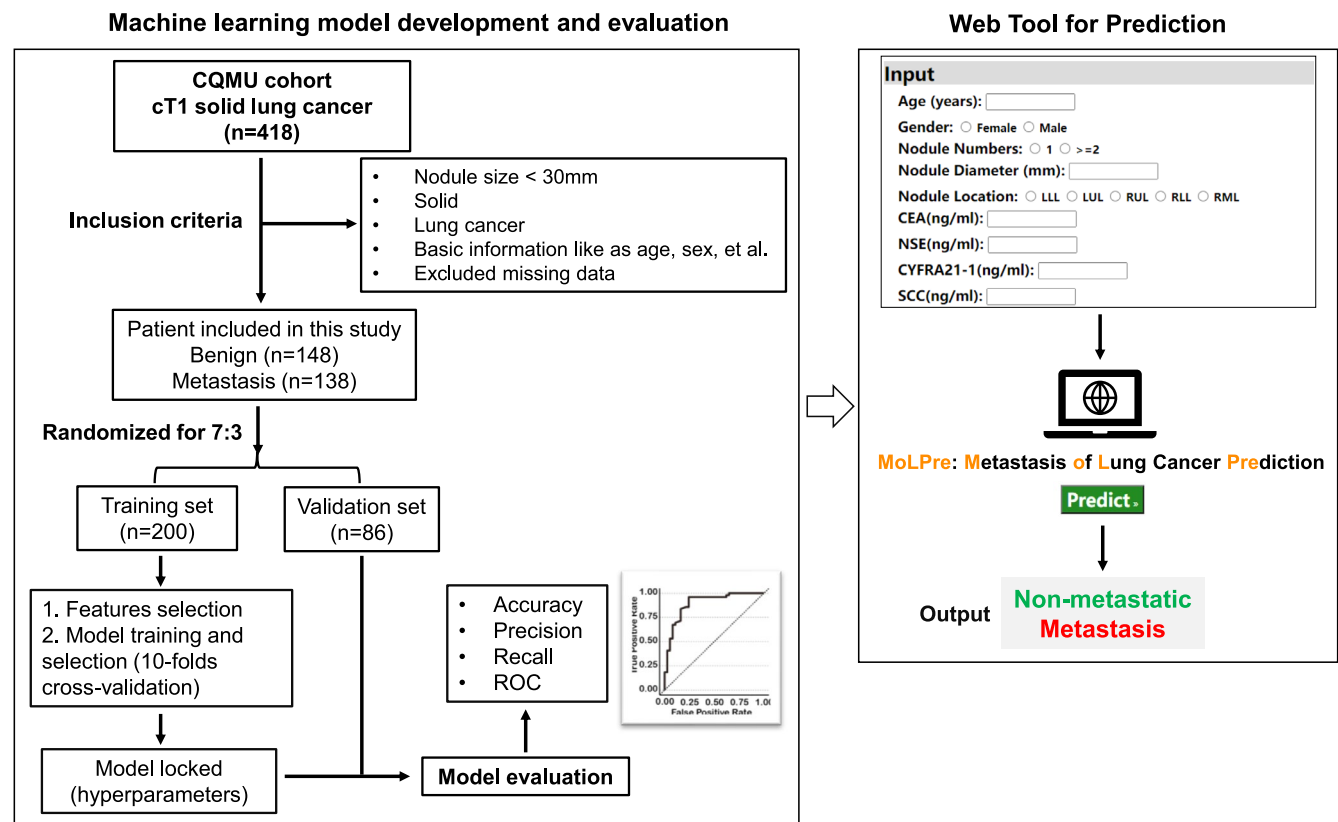 Machine learning model development and evaluation
CQMU cohort
cT1 solid lung cancer
(n=418)
Inclusion criteria
• Nodule size < 30mm
• Solid
• Lung cancer
• Basic information like as age, sex, et al.
• Excluded missing data
Patient included in this study
Benign (n=148)
Metastasis (n=138)
Randomized for 7:3
Training set
(n=200)
Validation set
(n=86)
1. Features selection
2. Model training and
selection (10-folds
cross-validation)
Model locked
(hyperparameters)
Model evaluation
• Accuracy
• Precision
• Recall
• ROC
True Positive Rate
1.00
0.75
0.50
0.25
0.00
0.00 0.25 0.50 0.75 1.0
False Positive Rate
Web Tool for Prediction
Input
Age (years):
Gender: Female Male
Nodule Numbers: 1 >=2
Nodule Diameter (mm):
Nodule Location: LLL LUL RUL RLL RML
CEA(ng/ml):
NSE(ng/ml):
CYFRA21-1(ng/ml):
SCC(ng/ml):
MoLPre: Metastasis of Lung Cancer Prediction
Predict »
Output
Non-metastatic
Metastasis